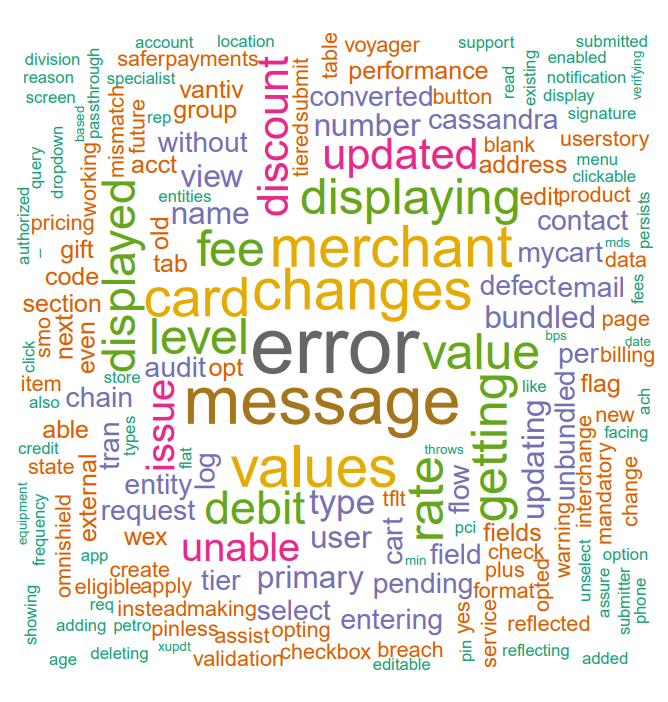 account
location
submitted
division
saferpayments
table
voyager
support
enabled
reason
specialist
performance
read
existing
notification
verifying
screen
passthrough
based
mismatch
future
vantiv
discount
tieredsubmit
converted
button
display
query
rep
group
number
cassandra
signature
dropdown
working
without
updated
blank
userstory
acct
view
address
menu
clickable
authorized
entities
displaying
edit
product
persists
pricing
displayed
old
name
contact
gift
fee
merchant
mycart
mds
data
_
tab
code
card
changes
defect
email
fees
section
smo
next
even
level
error
bundled
page
click
value
bps
date
store
audit
opt
per
billing
item
issue
message
like
unbundled
flag
ach
also
chain
types
getting
new
able
tran
updating
facing
credit
flat
values
throws
interchange
mandatory
change
state
external
entity
log
rate
flow
equipment
frequency
omnishield
request
debit
type
tflt
pci
fields
warning
wex
user
cart
check
option
app
unable
min
field
plus
opted
unselect
assure
submitter
phone
create
eligible
apply
tier
primary
pending
format
showing
req
insteadmaking
select
entering
yes
service
reflected
adding
petro
pinless
assist
opting
xupdt
checkbox
breach
pin
reflecting
age
deleting
validation
editable
added